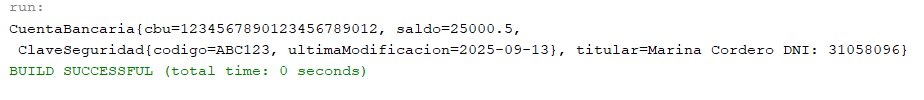 run:
CuentaBancaria{cbu=1234567890123456789012, saldo=25000.5,
 ClaveSeguridad{codigo=ABC123, ultimaModificacion=2025-09-13}, titular=Marina Cordero DNI: 31058096}
BUILD SUCCESSFUL (total time: 0 seconds)